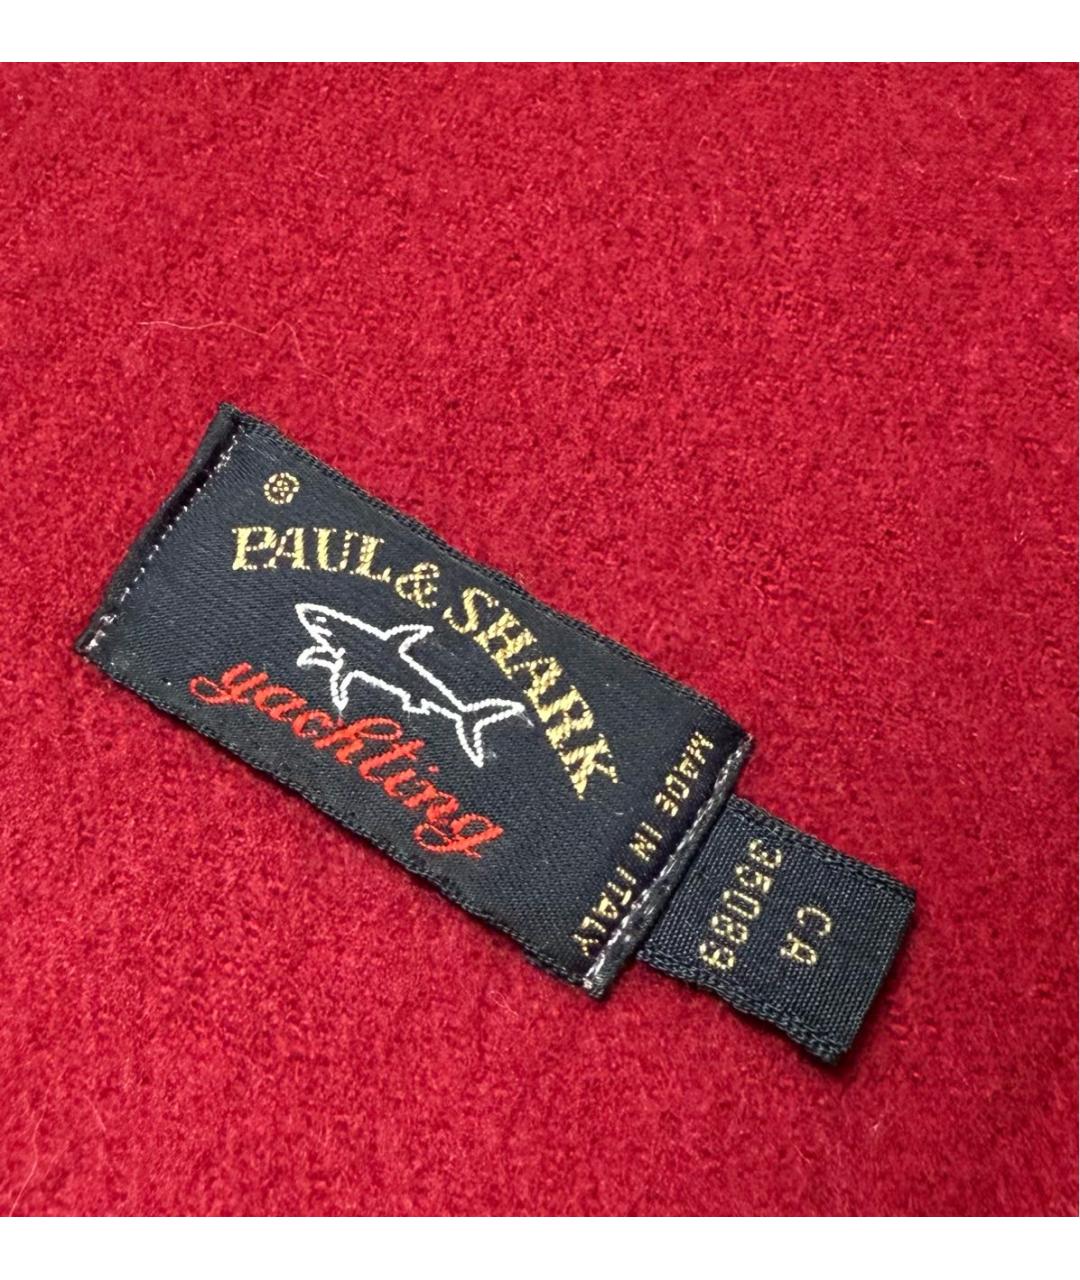 ®
PAUL & SHARK
yachting
MADE IN ITALY
CA
35089